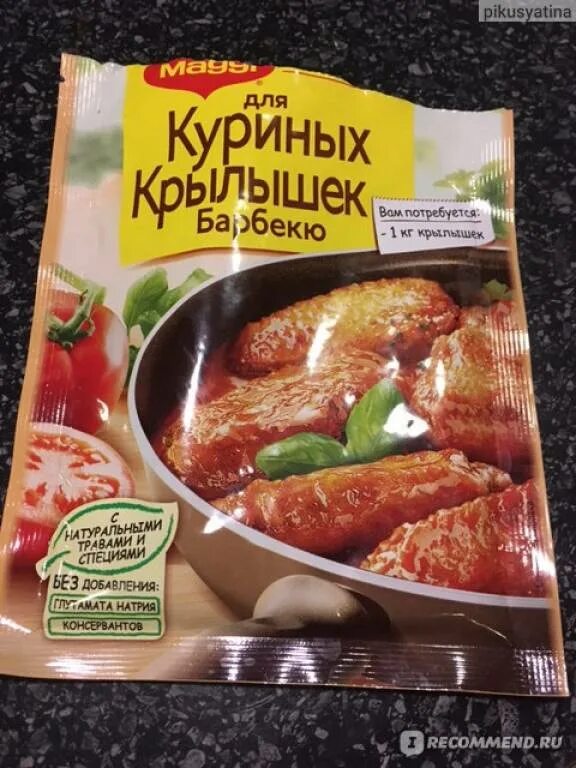 pikusyatina
Maggi
для
Куриных
Крылышек
Барбекю
Вам потребуется:
- 1 кг крылышек
С
НАТУРАЛЬНЫМИ
ТРАВАМИ И
СПЕЦИЯМИ
БЕЗ ДОБАВЛЕНИЯ:
ГЛУТАМАТА НАТРИЯ
КОНСЕРВАНТОВ
IRECOMMEND.RU